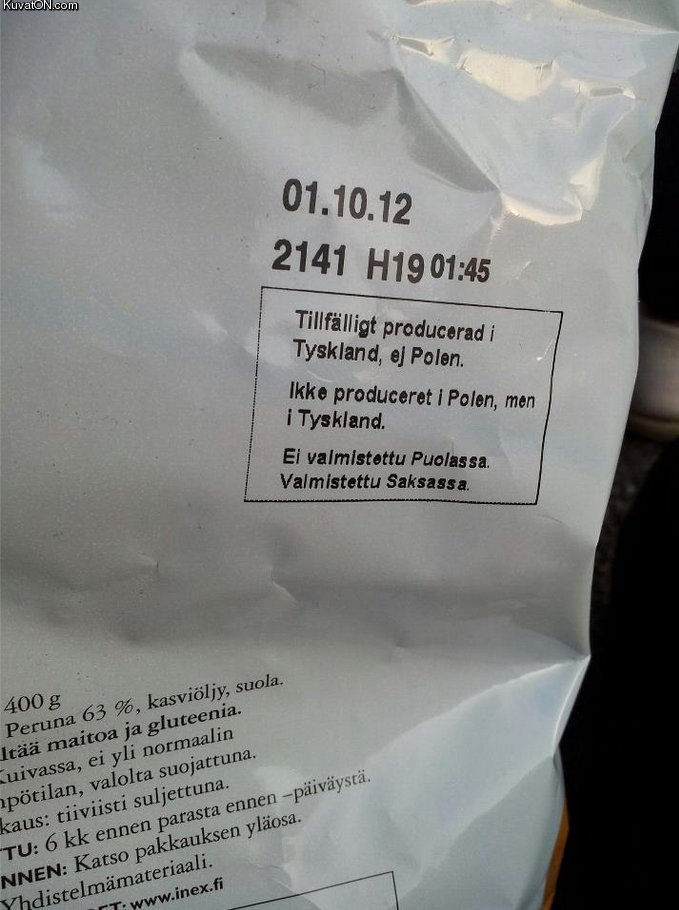 KuvatON.com
01.10.12
2141 H19 01:45
Tillfälligt producerad i
Tyskland, ej Polen.
Ikke produceret i Polen, men
i Tyskland.
Ei valmistettu Puolassa.
Valmistettu Saksassa.
400 g
Peruna 63 %, kasviöljy, suola.
ltää maitoa ja gluteenia.
Kuivassa, ei yli normaalin
mpötilan, valolta suojattuna.
kaus: tiiviisti suljettuna.
TU: 6 kk ennen parasta ennen –päiväystä.
NNEN: Katso pakkauksen yläosa.
Yhdistelmämateriaali.
ET: www.inex.fi